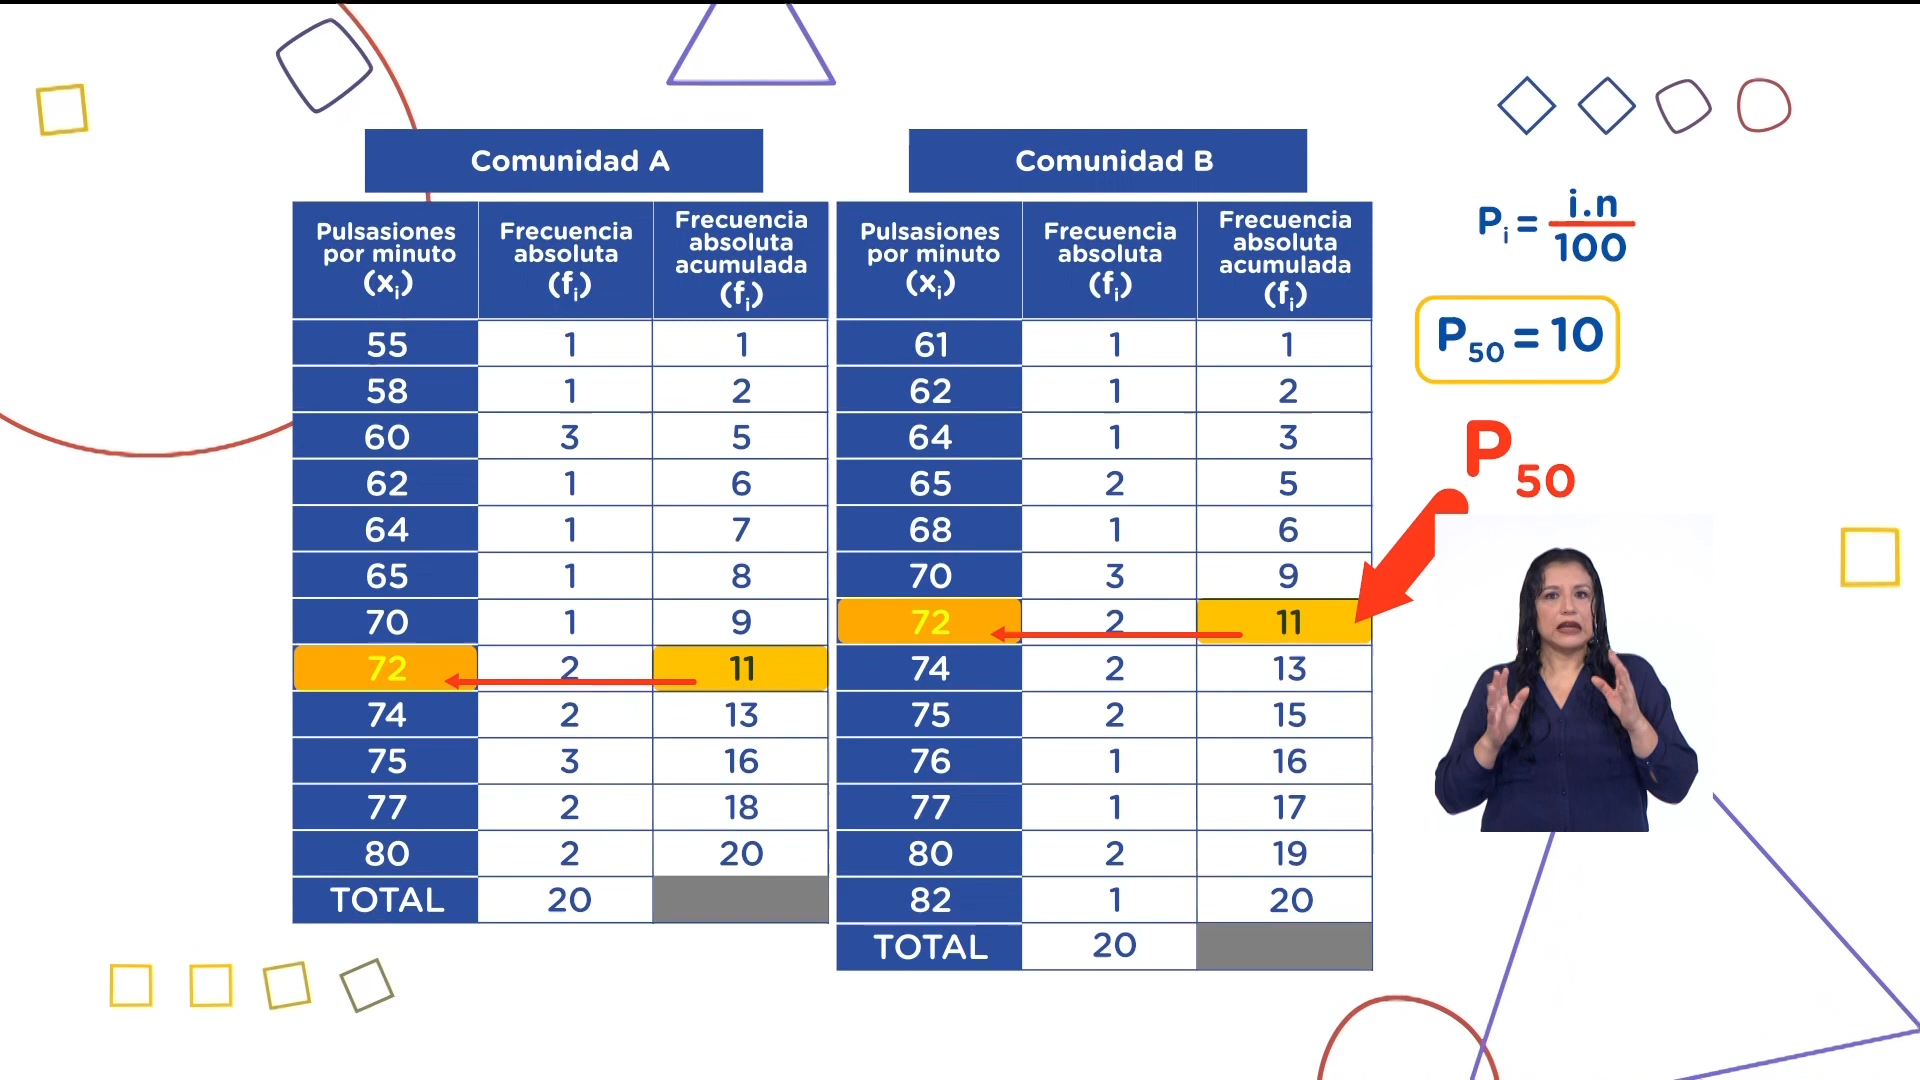 Comunidad A
Pulsasiones
por minuto
(xi)
Frecuencia
absoluta
(fi)
Frecuencia
absoluta
acumulada
(fi)
55 1 1
58 1 2
60 3 5
62 1 6
64 1 7
65 1 8
70 1 9
72 2 11
74 2 13
75 3 16
77 2 18
80 2 20
TOTAL 20
Comunidad B
Pulsasiones
por minuto
(xi)
Frecuencia
absoluta
(fi)
Frecuencia
absoluta
acumulada
(fi)
61 1 1
62 1 2
64 1 3
65 2 5
68 1 6
70 3 9
72 2 11
74 2 13
75 2 15
76 1 16
77 1 17
80 2 19
82 1 20
TOTAL 20
Pi = i.n
100
P50 = 10
P50